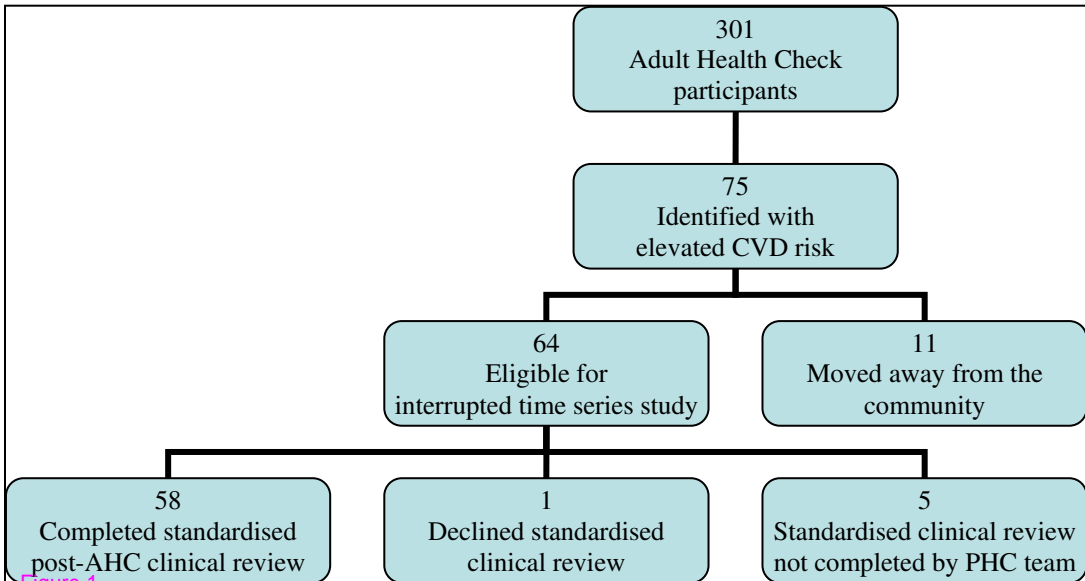 301
Adult Health Check
participants
75
Identified with
elevated CVD risk
64
Eligible for
interrupted time series study
11
Moved away from the
community
58
Completed standardised
post-AHC clinical review
1
Declined standardised
clinical review
5
Standardised clinical review
not completed by PHC team
Figure 1